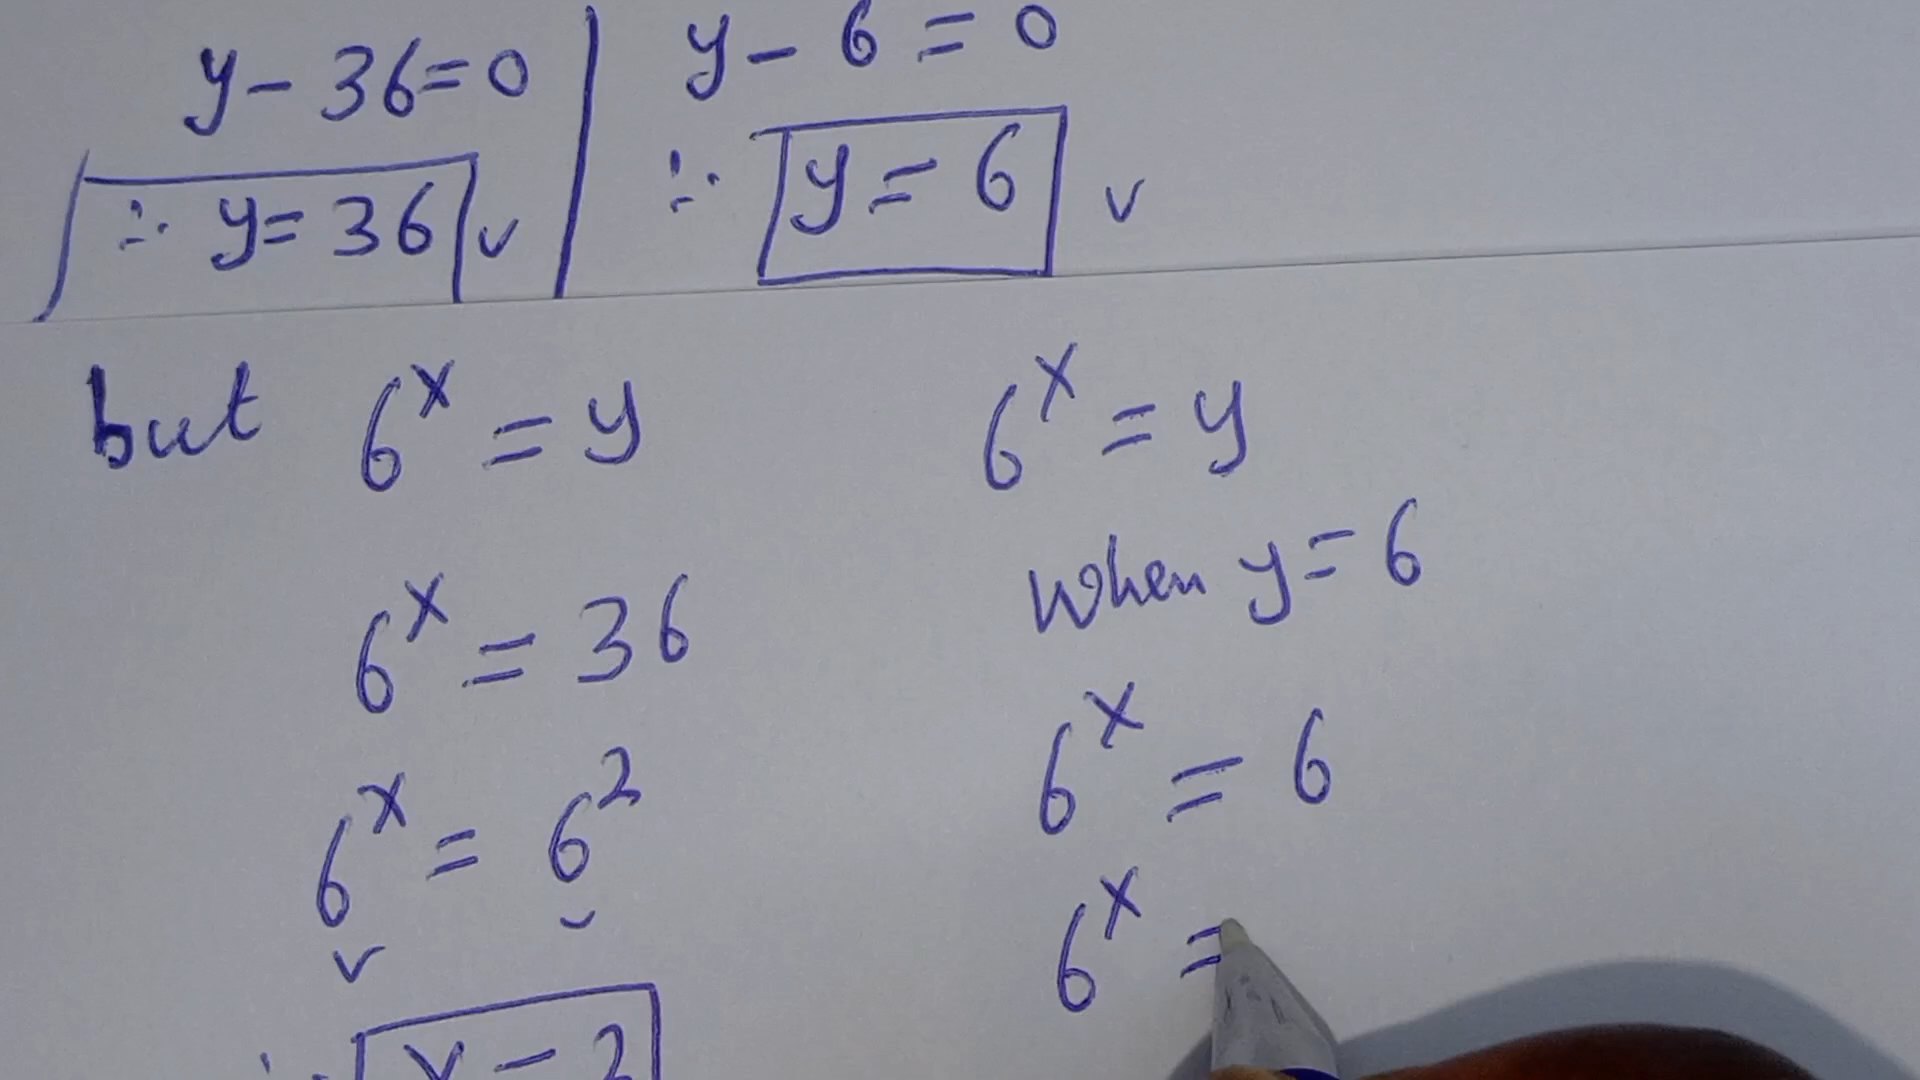 y - 36 = 0
∴ y = 36 ✓
y - 6 = 0
∴ y = 6 ✓
but 6^x = y
6^x = 36
6^x = 6^2
∴ x = 2
6^x = y
When y = 6
6^x = 6
6^x =